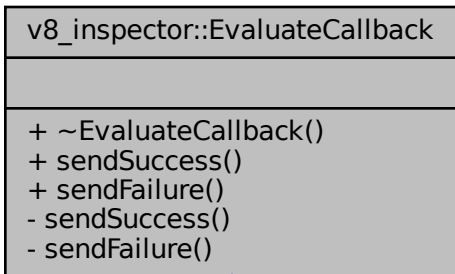 v8_inspector::EvaluateCallback
+ ~EvaluateCallback()
+ sendSuccess()
+ sendFailure()
- sendSuccess()
- sendFailure()